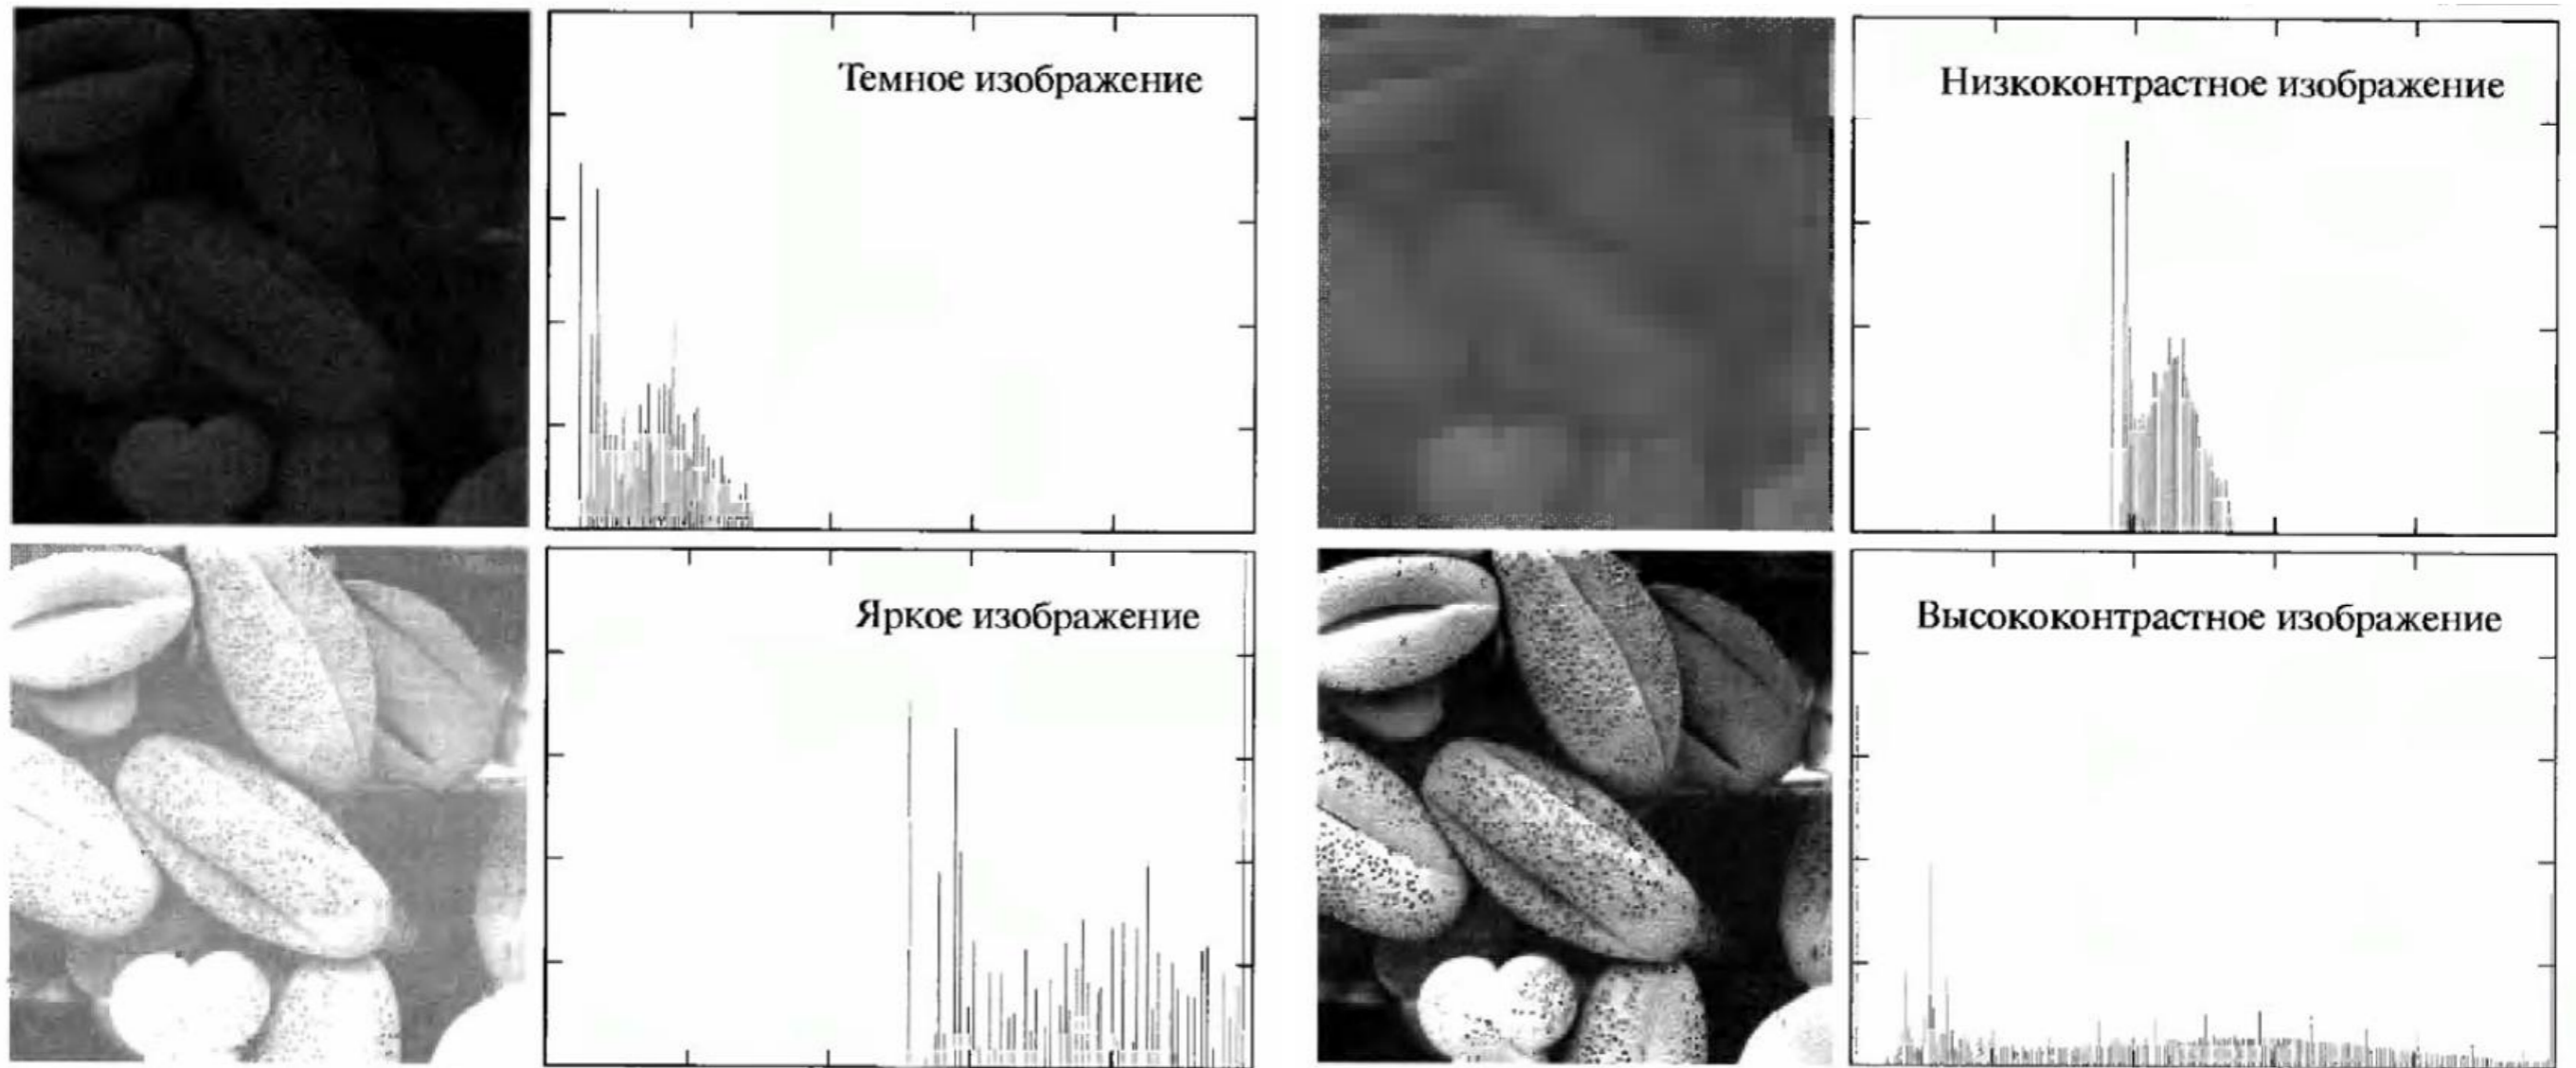 Темное изображение
Низкоконтрастное изображение
Яркое изображение
Высококонтрастное изображение